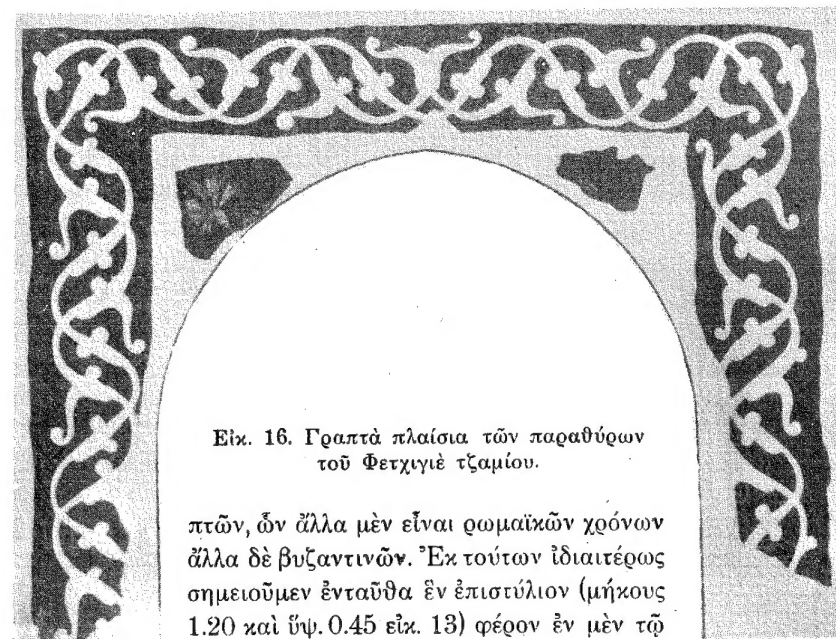 Εἰκ. 16. Γραπτὰ πλαίσια τῶν παραθύρων
τοῦ Φετχιγιὲ τζαμίου.
πτῶν, ὧν ἄλλα μὲν εἶναι ρωμαϊκῶν χρόνων
ἄλλα δὲ βυζαντινῶν. Ἐκ τούτων ἰδιαιτέρως
σημειοῦμεν ἐνταῦθα ἓν ἐπιστύλιον (μήκους
1.20 καὶ ὕψ. 0.45 εἰκ. 13) φέρον ἐν μὲν τῷ